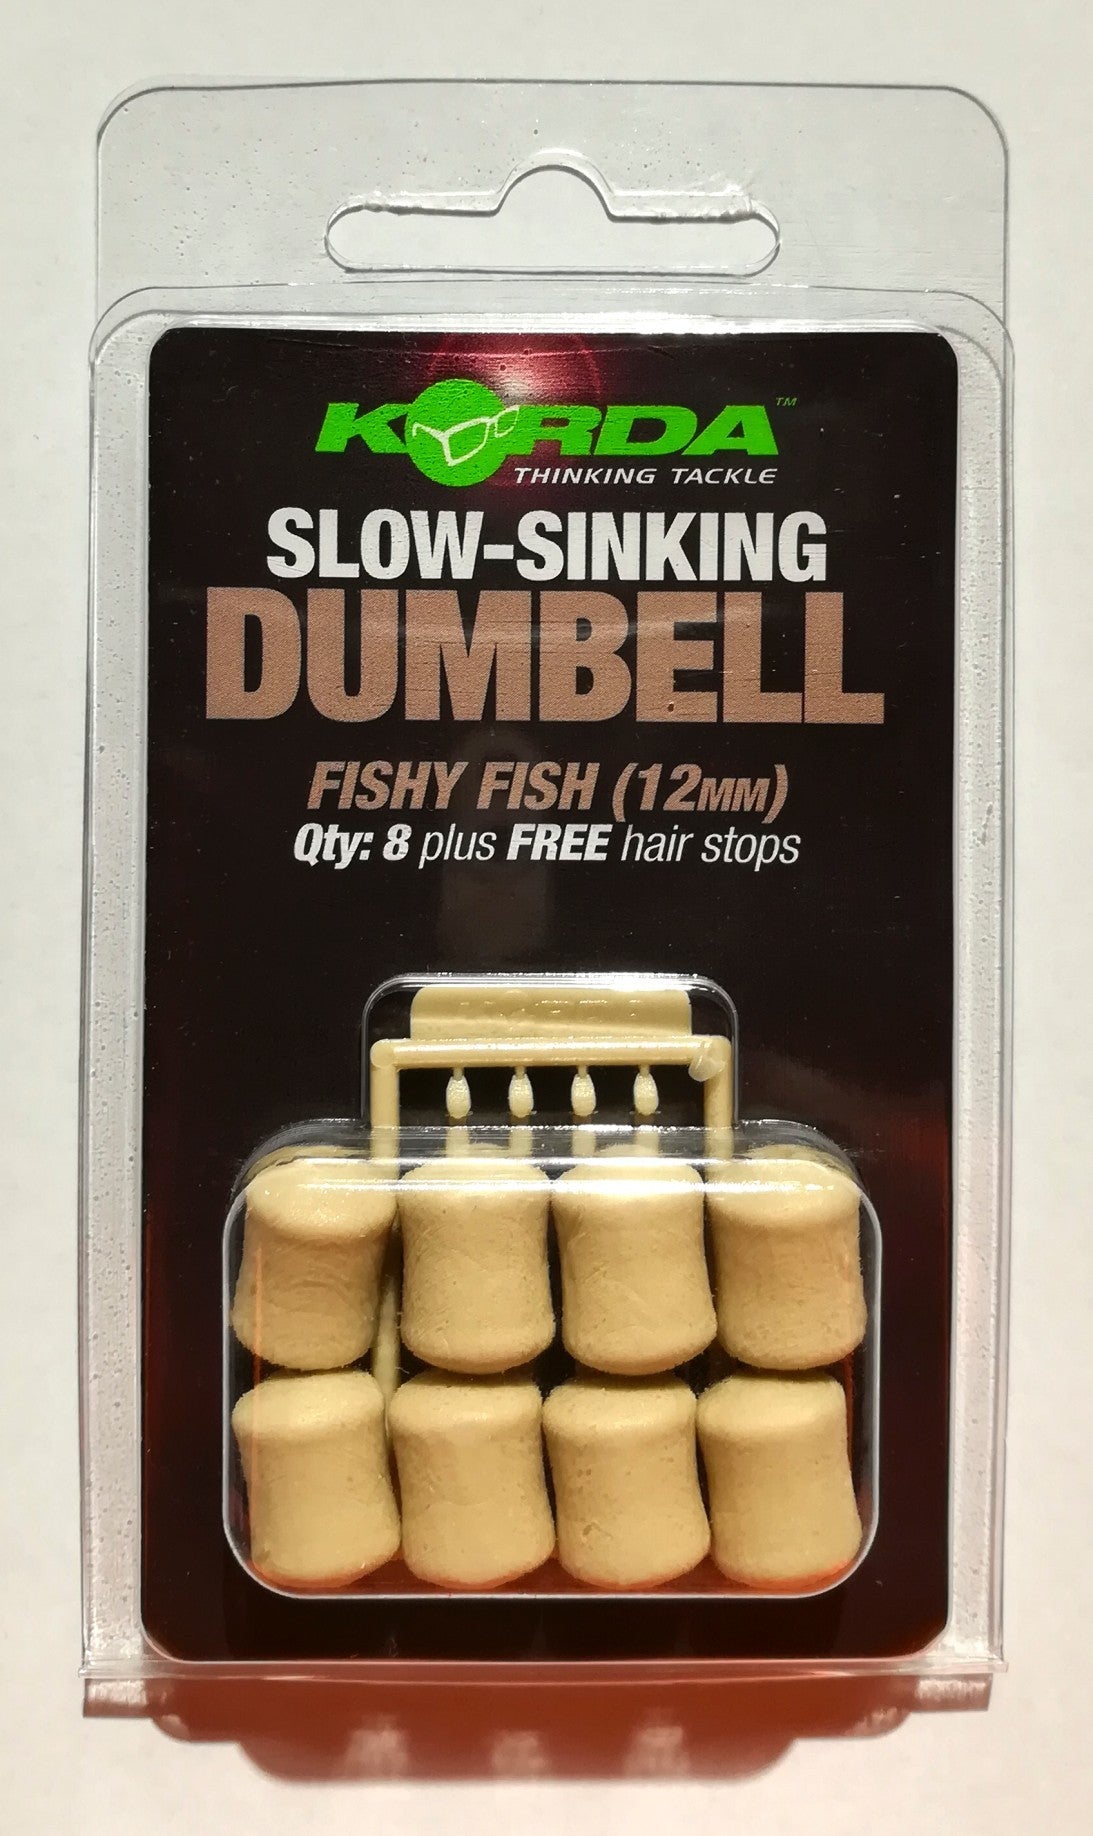 KORDA™
THINKING TACKLE
SLOW-SINKING
DUMBELL
FISHY FISH (12MM)
Qty: 8 plus FREE hair stops